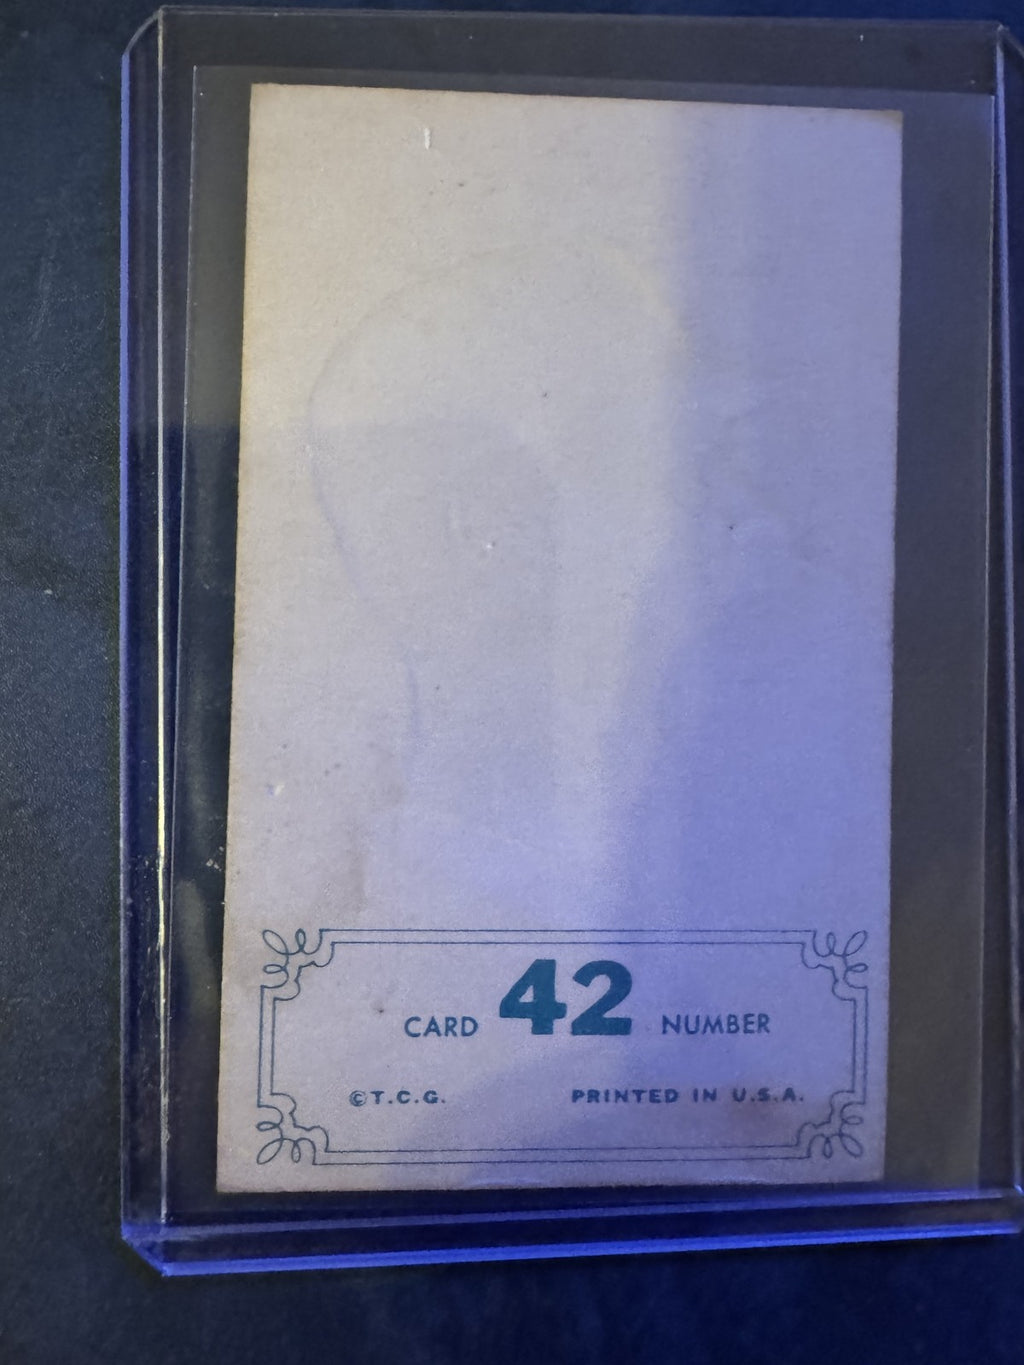 CARD 42 NUMBER
©T.C.G. PRINTED IN U.S.A.